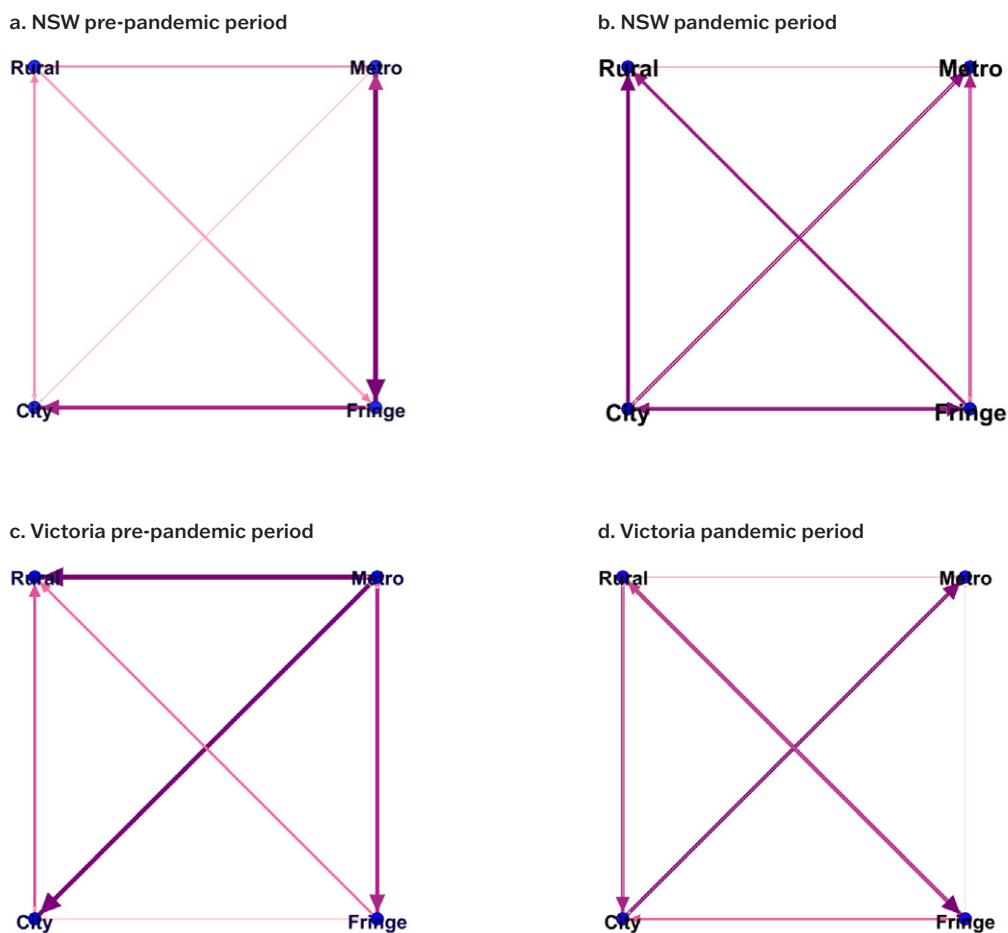 a. NSW pre-pandemic period
b. NSW pandemic period
Rural
Metro
Rural
Metro
City
Fringe
City
Fringe
c. Victoria pre-pandemic period
d. Victoria pandemic period
Rural
Metro
Rural
Metro
City
Fringe
City
Fringe